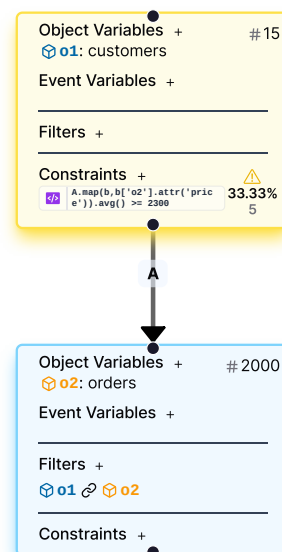 Object Variables +
# 15
o1: customers
Event Variables +
Filters +
Constraints +
A.map(b,b['o2'].attr('pric
e')).avg() >= 2300
33.33%
5
A
Object Variables +
# 2000
o2: orders
Event Variables +
Filters +
o1 o2
Constraints +